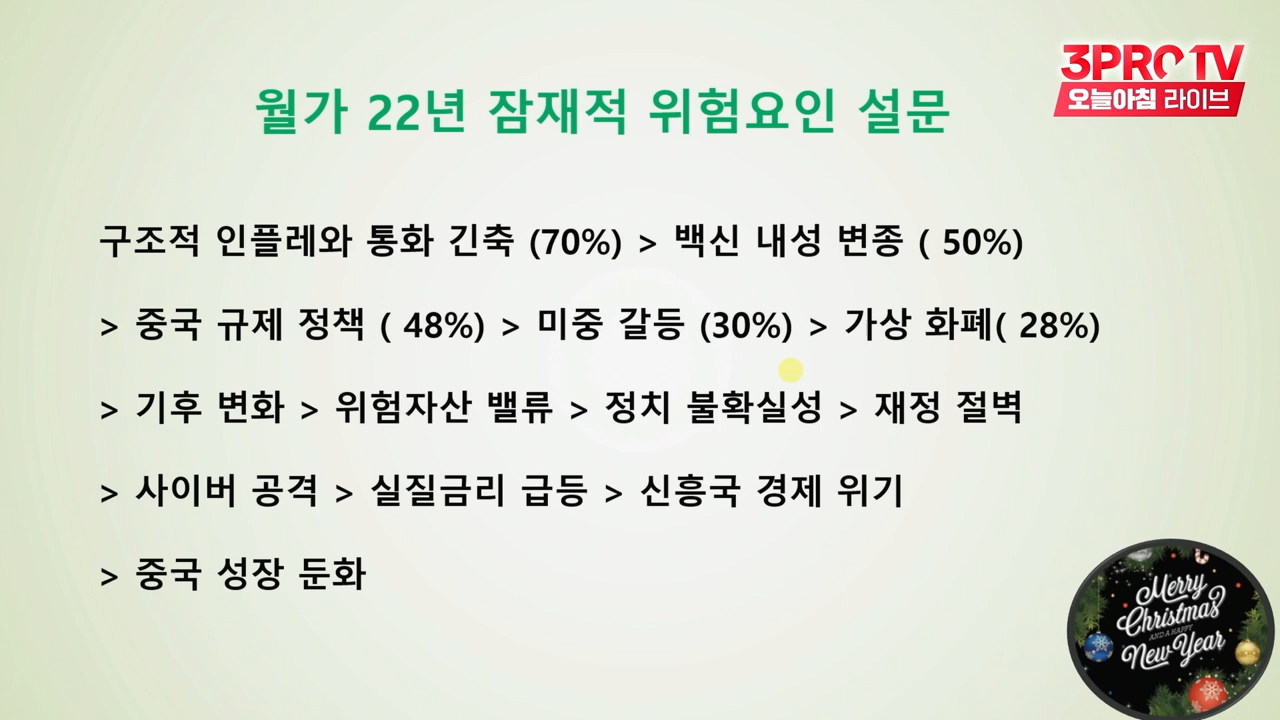 3PROTV
오늘아침 라이브
월가 22년 잠재적 위험요인 설문
구조적 인플레와 통화 긴축 (70%) > 백신 내성 변종 ( 50%)
> 중국 규제 정책 ( 48%) > 미중 갈등 (30%) > 가상 화폐( 28%)
> 기후 변화 > 위험자산 밸류 > 정치 불확실성 > 재정 절벽
> 사이버 공격 > 실질금리 급등 > 신흥국 경제 위기
> 중국 성장 둔화
Merry
Christmas
AND A HAPPY
New Year